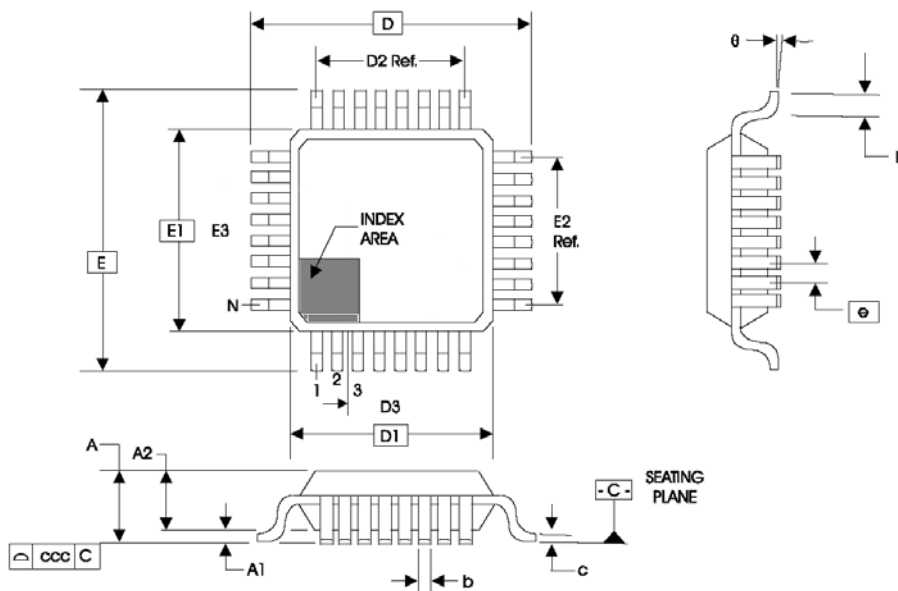 D
D2 Ref.
θ
E
E1
E3
INDEX
AREA
E2
Ref.
N
e
1
2
3
D3
D1
A
A2
-C-
SEATING
PLANE
ccc C
A1
b
c